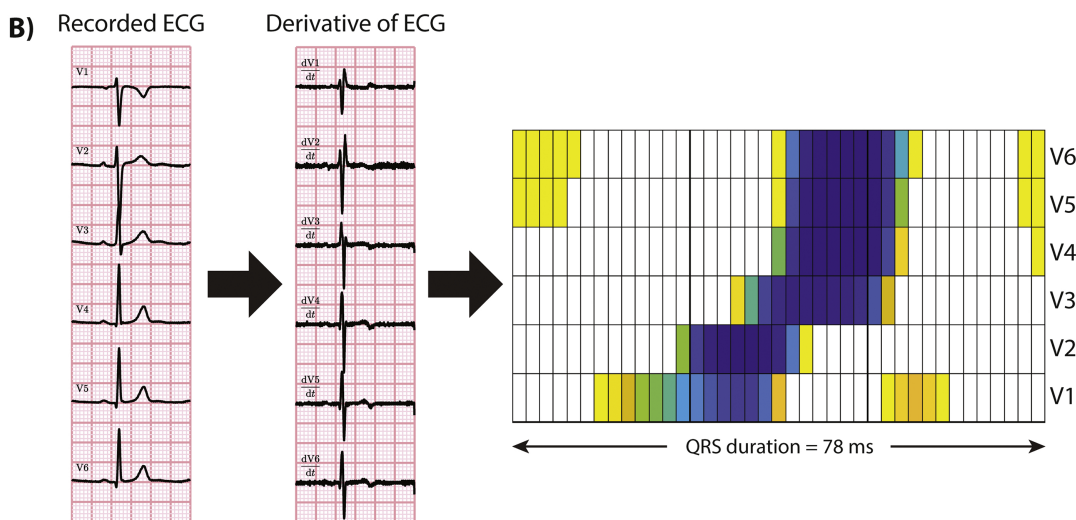 B)
Recorded ECG
Derivative of ECG
V1
V2
V3
V4
V5
V6
dV1
dt
dV2
dt
dV3
dt
dV4
dt
dV5
dt
dV6
dt
V6
V5
V4
V3
V2
V1
QRS duration = 78 ms